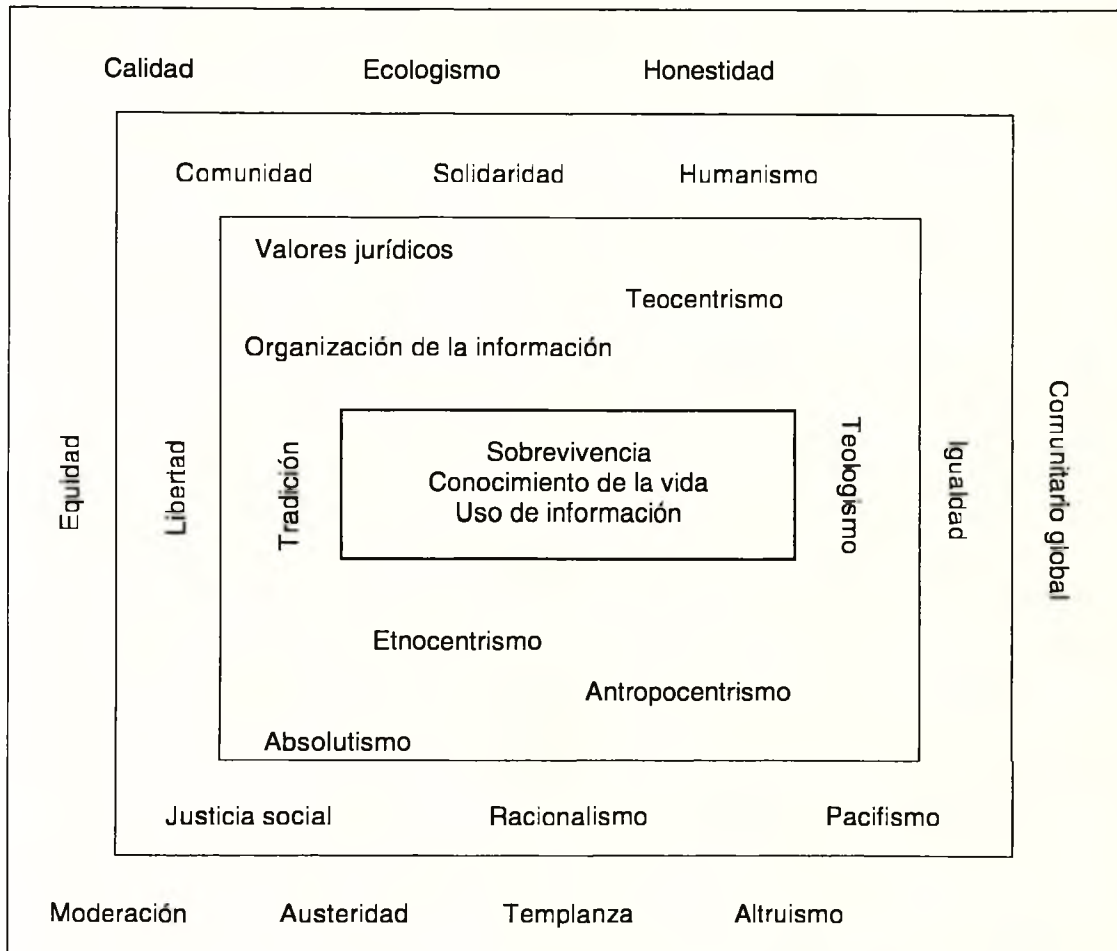 Calidad Ecologismo Honestidad
Comunidad Solidaridad Humanismo
Valores jurídicos
Teocentrismo
Organización de la información
Equidad
Libertad
Tradición
Sobrevivencia
Conocimiento de la vida
Uso de información
Teologismo
Igualdad
Comunitario global
Etnocentrismo
Antropocentrismo
Absolutismo
Justicia social Racionalismo Pacifismo
Moderación Austeridad Templanza Altruismo